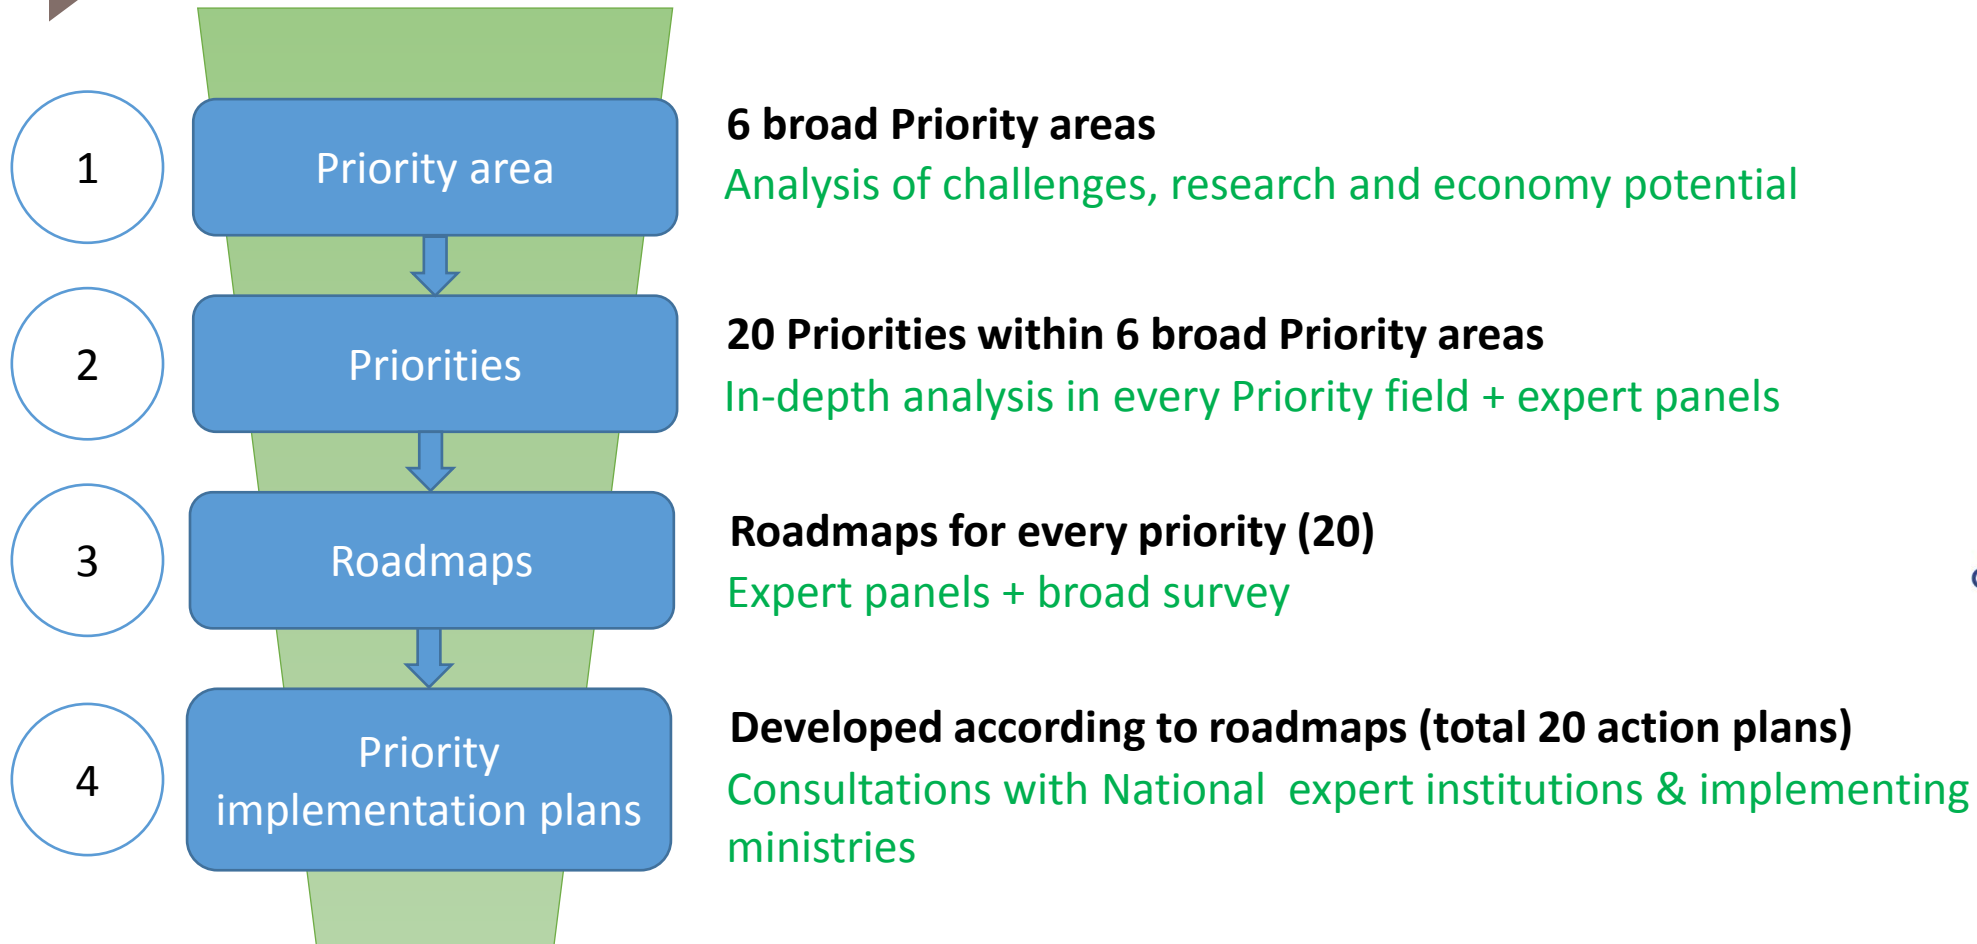 1
Priority area
6 broad Priority areas
Analysis of challenges, research and economy potential
2
Priorities
20 Priorities within 6 broad Priority areas
In-depth analysis in every Priority field + expert panels
3
Roadmaps
Roadmaps for every priority (20)
Expert panels + broad survey
4
Priority
implementation plans
Developed according to roadmaps (total 20 action plans)
Consultations with National  expert institutions & implementing
ministries